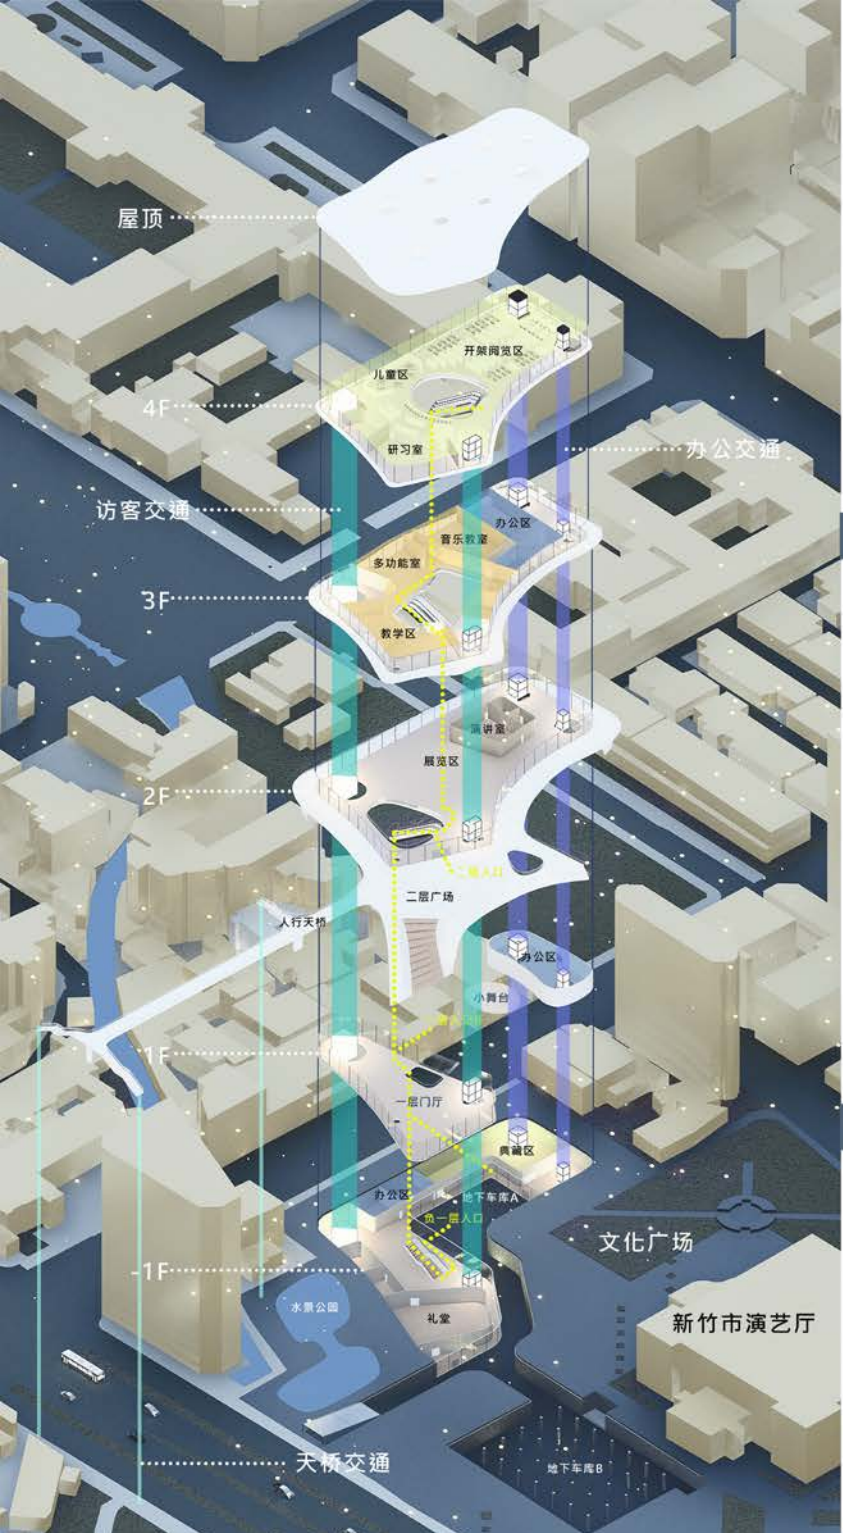 屋顶
开架阅览区
儿童区
4F
研习室
办公交通
访客交通
办公区
音乐教室
多功能室
3F
教学区
演讲室
展览区
2F
二层入口
二层广场
人行天桥
办公区
小舞台
1F
一层门厅
典藏区
办公区
地下车库A
负一层入口
文化广场
-1F
水景公园
礼堂
新竹市演艺厅
天桥交通
地下车库B